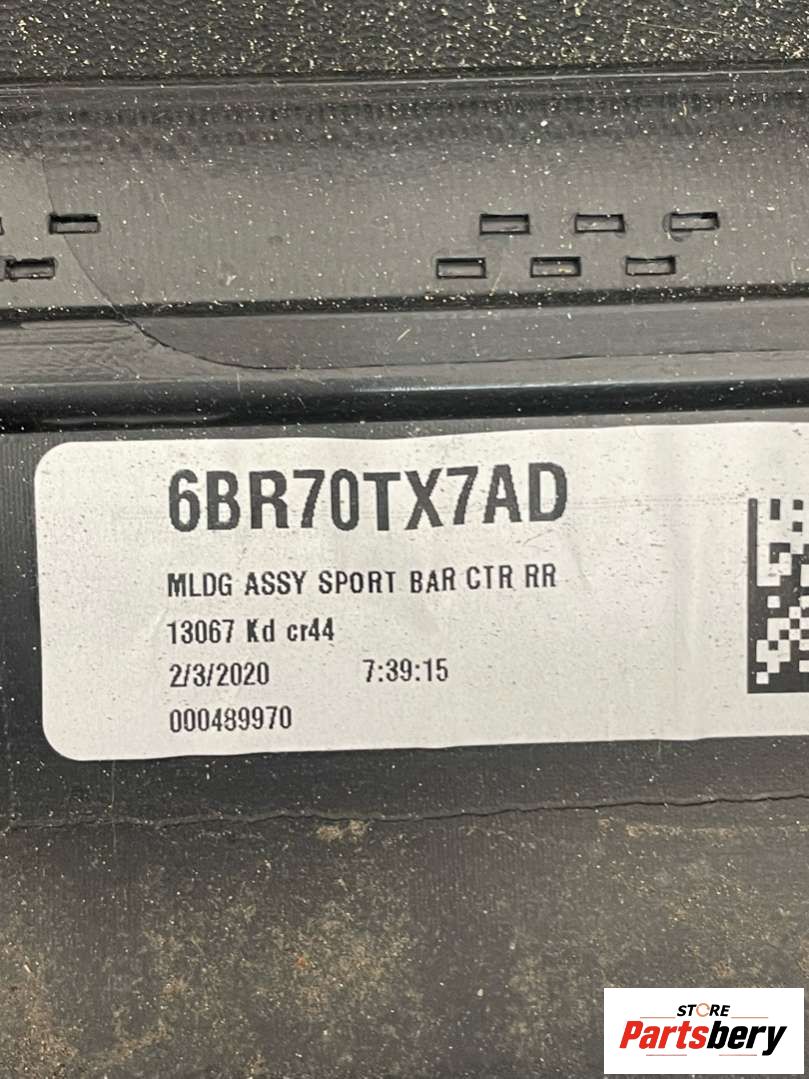 6BR70TX7AD
MLDG ASSY SPORT BAR CTR RR
13067 Kd cr44
2/3/2020 7:39:15
000489970
STORE
Partsbery